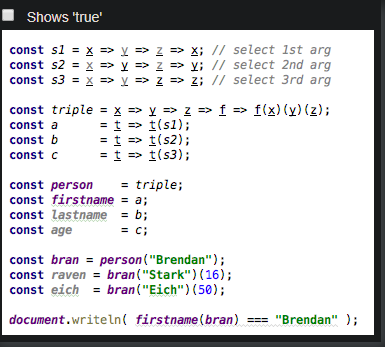 Shows 'true'
const s1 = x => y => z => x; // select 1st arg
const s2 = x => y => z => y; // select 2nd arg
const s3 = x => y => z => z; // select 3rd arg
const triple = x => y => z => f => f(x)(y)(z);
const a      = t => t(s1);
const b      = t => t(s2);
const c      = t => t(s3);
const person    = triple;
const firstname = a;
const lastname  = b;
const age       = c;
const bran = person("Brendan");
const raven = bran("Stark")(16);
const eich  = bran("Eich")(50);
document.writeln( firstname(bran) === "Brendan" );